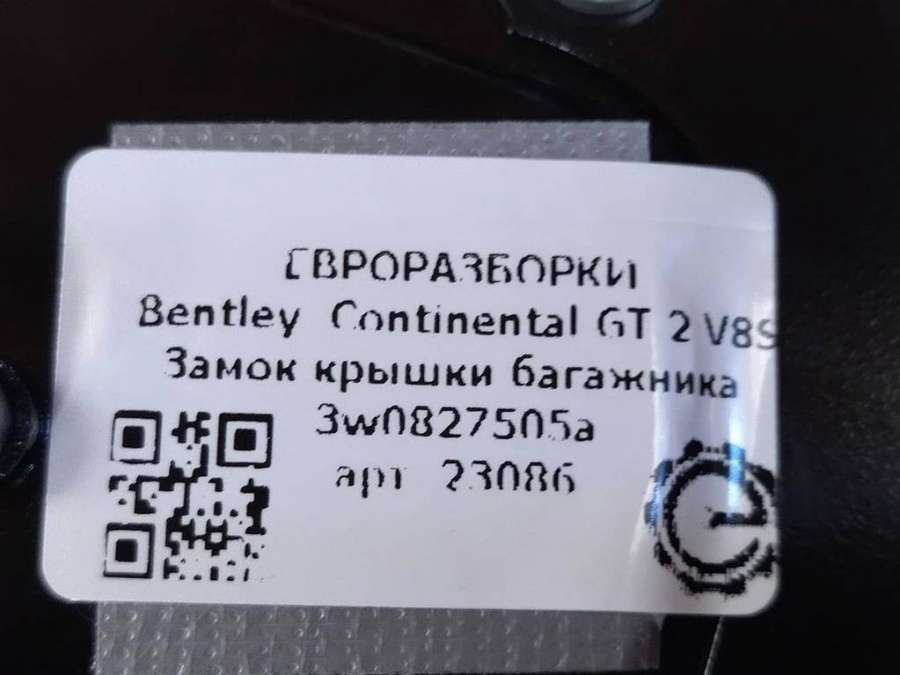 ЕВРОРАЗБОРКИ
Bentley Continental GT 2 V8S
Замок крышки багажника
3w0827505a
арт 23086